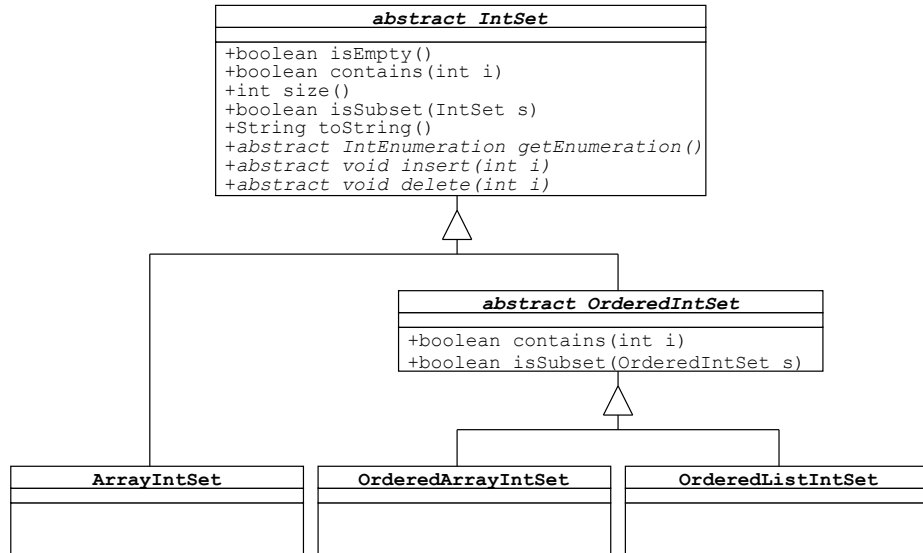 abstract IntSet
+boolean isEmpty()
+boolean contains(int i)
+int size()
+boolean isSubset(IntSet s)
+String toString()
+abstract IntEnumeration getEnumeration()
+abstract void insert(int i)
+abstract void delete(int i)
abstract OrderedIntSet
+boolean contains(int i)
+boolean isSubset(OrderedIntSet s)
ArrayIntSet
OrderedArrayIntSet
OrderedListIntSet